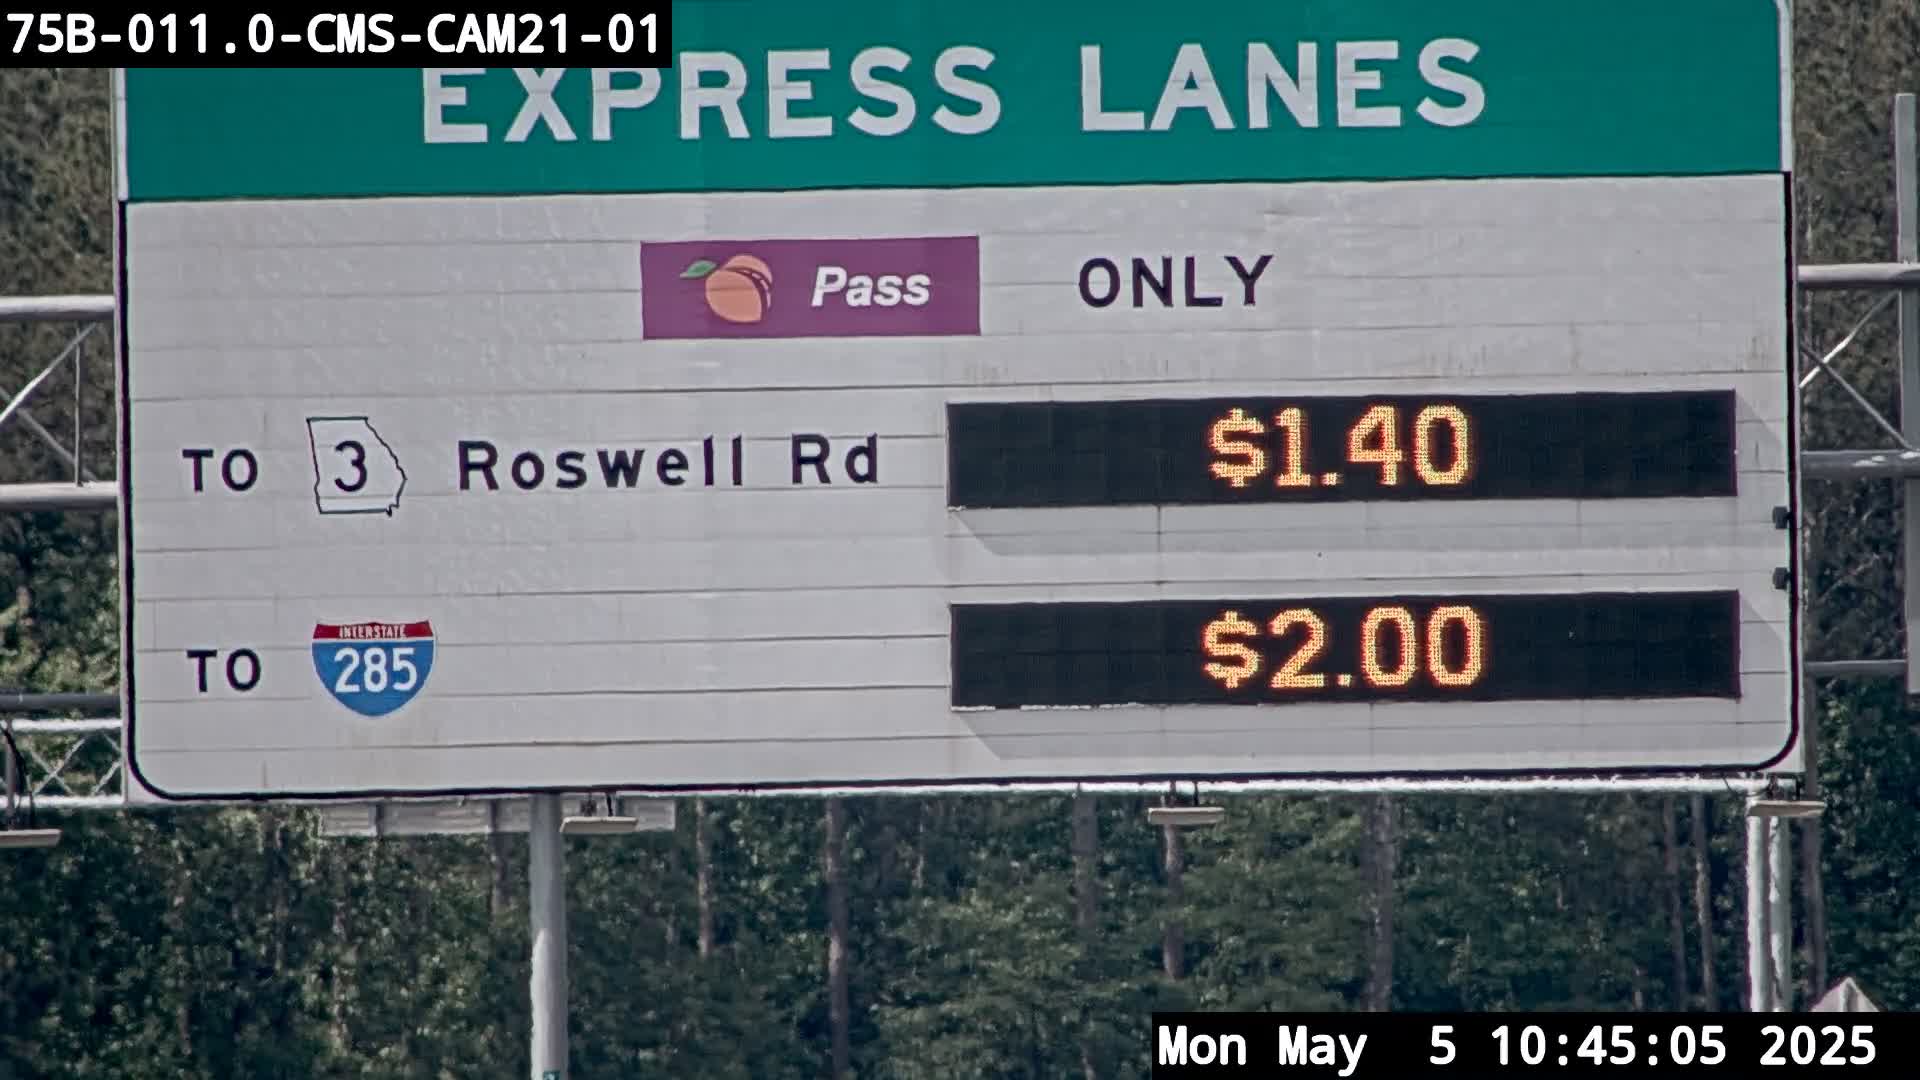 75B-011.0-CMS-CAM21-01
EXPRESS LANES
Pass ONLY
TO 3 Roswell Rd $1.40
INTERSTATE
TO 285 $2.00
Mon May 5 10:45:05 2025